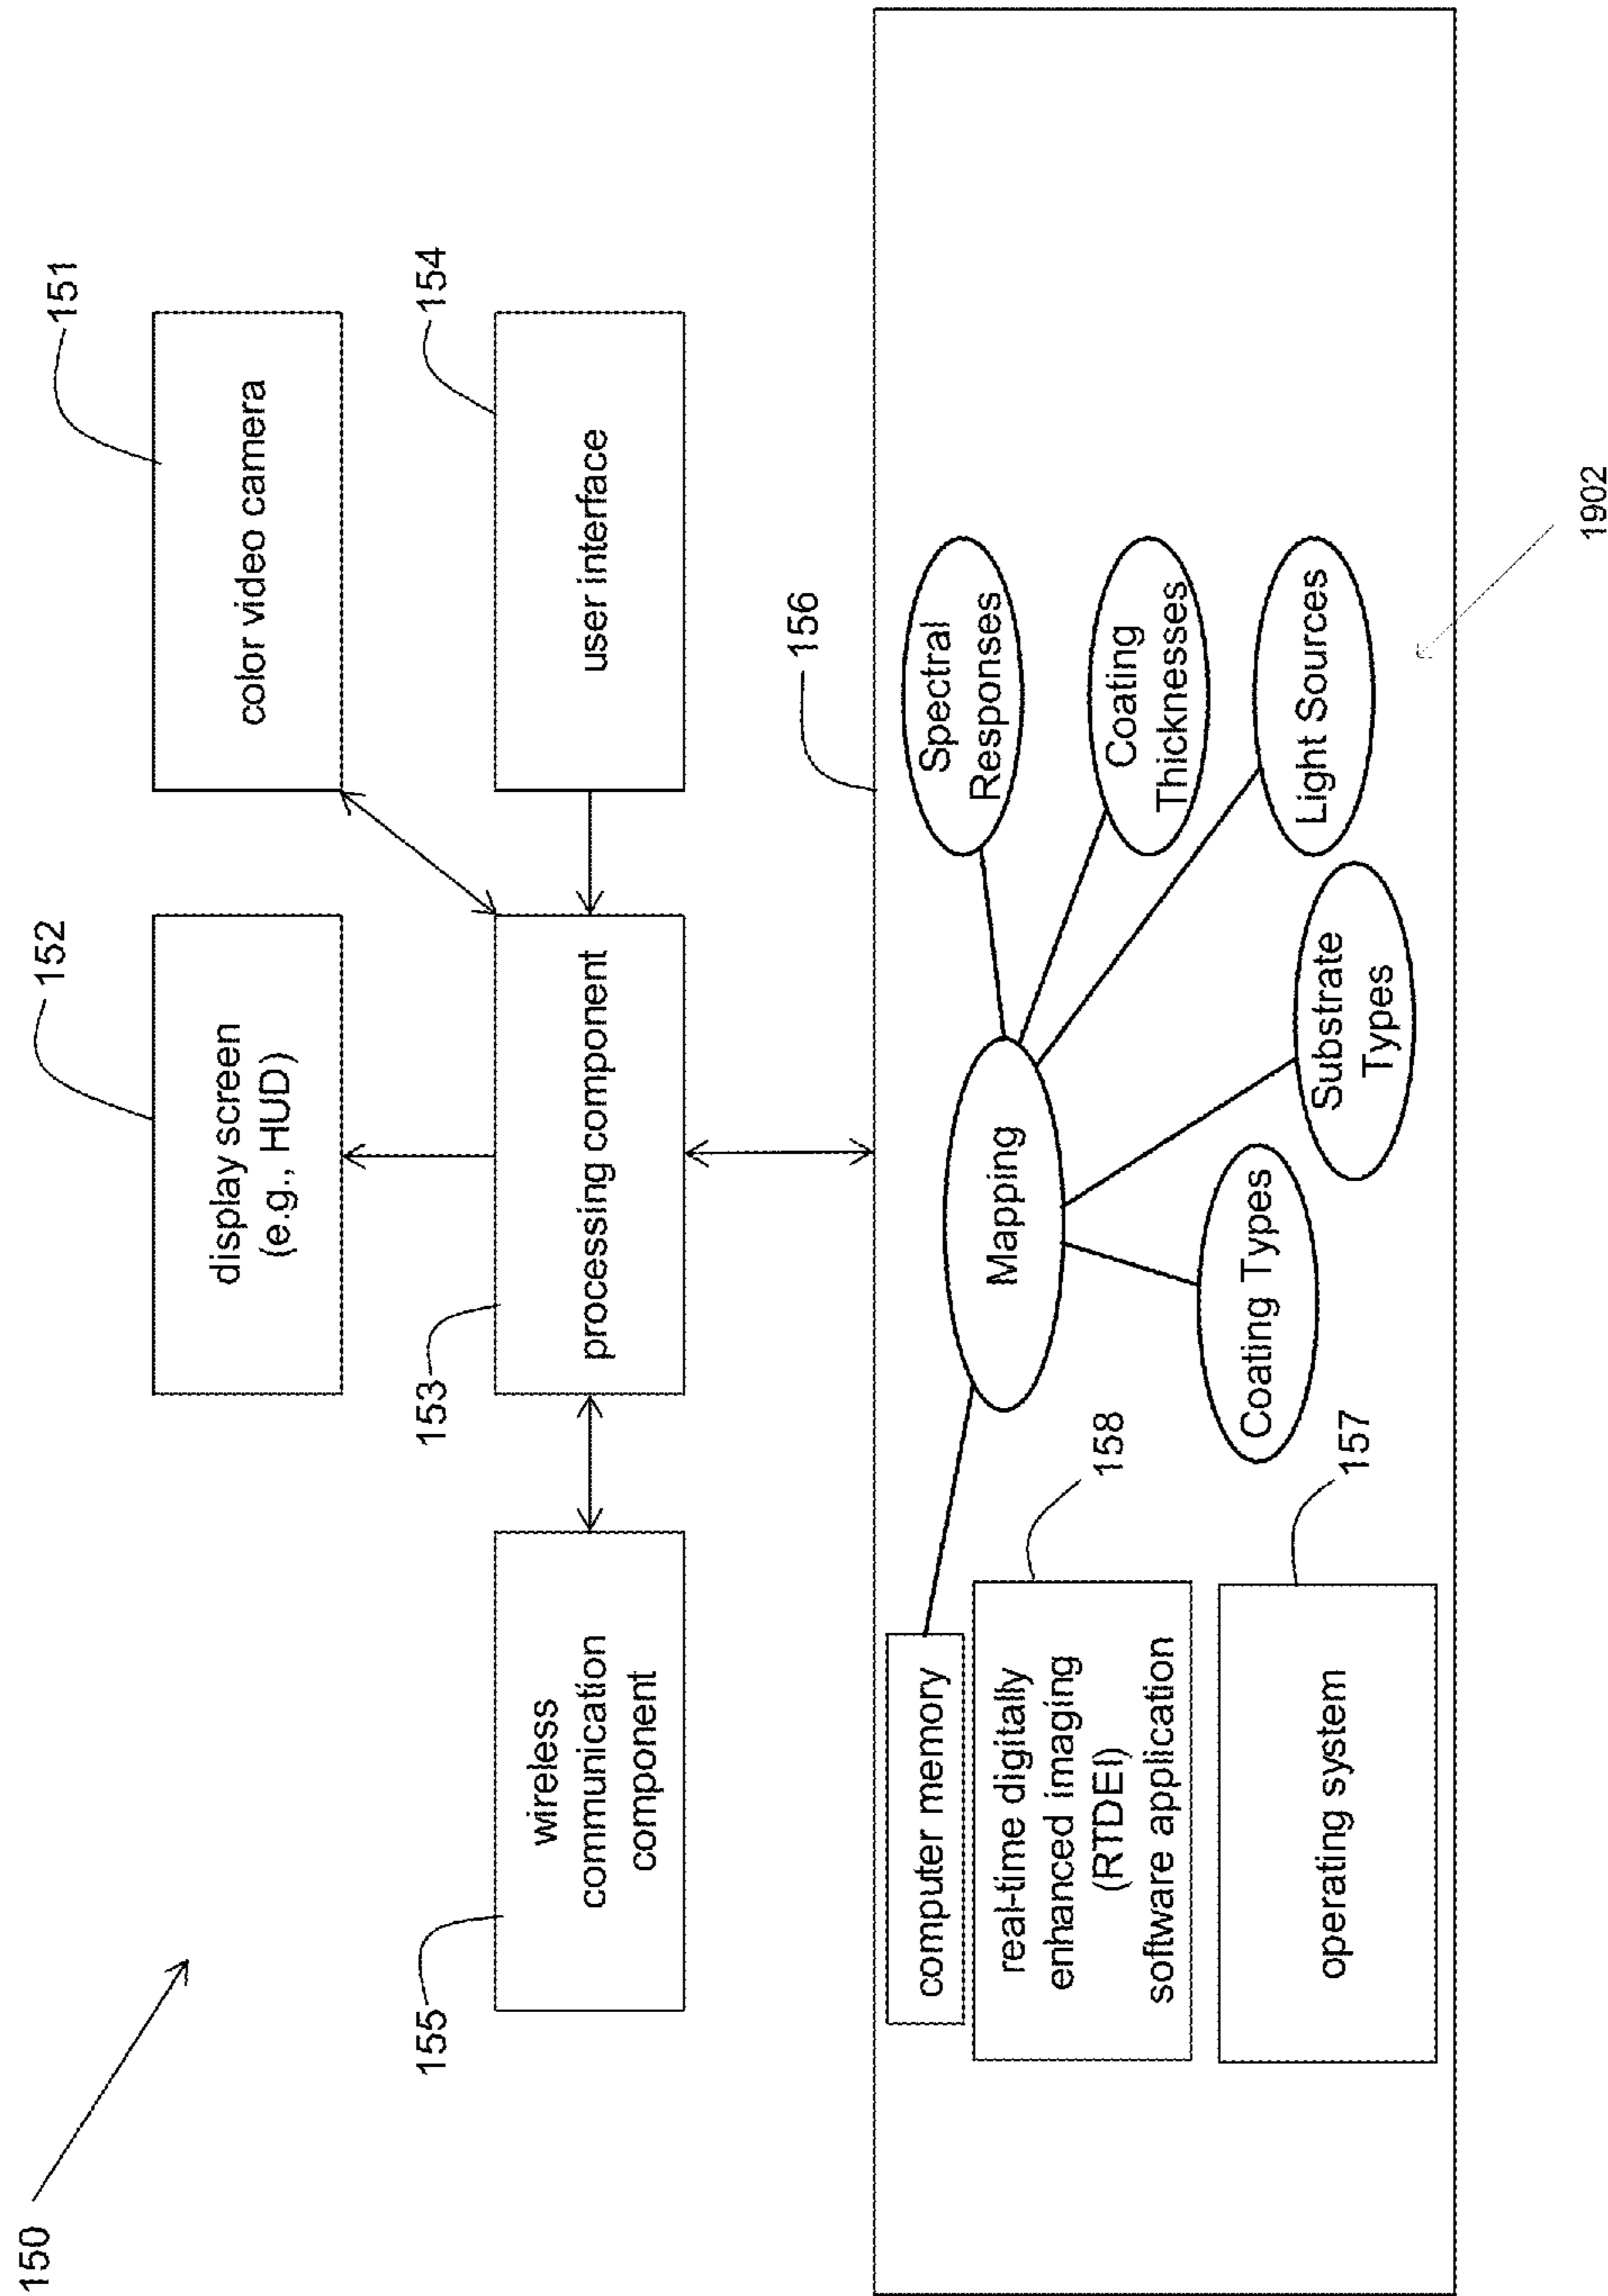 150
152
151
display screen
(e.g., HUD)
color video camera
155
153
154
wireless
communication
component
processing component
user interface
156
computer memory
Mapping
Spectral
Responses
158
real-time digitally
enhanced imaging
(RTDEI)
software application
Coating
Thicknesses
157
operating system
Coating Types
Substrate
Types
Light Sources
1902